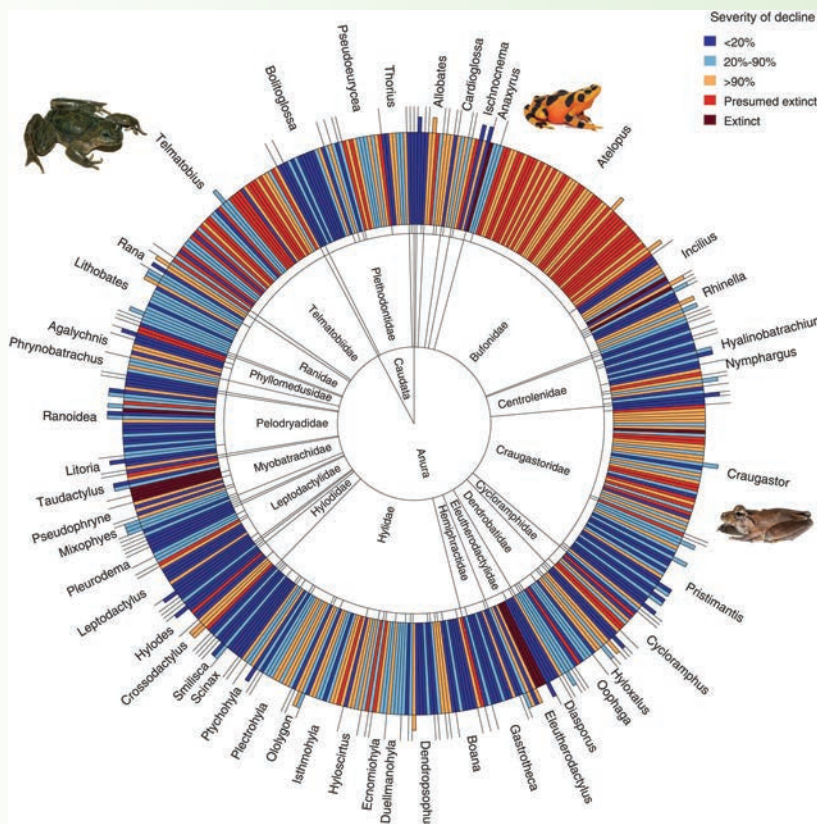 Severity of decline
<20%
20%-90%
>90%
Presumed extinct
Extinct
Bolitoglossa
Pseudoeurycea
Thorius
Allobates
Cardioglossa
Ischnocnema
Anaxyrus
Atelopus
Incilius
Rhinella
Hyalinobatrachium
Nymphargus
Craugastor
Pristimantis
Cycloramphus
Hyloxalus
Oophaga
Diasporus
Eleutherodactylus
Gastrotheca
Boana
Dendropsophu
Duellmanohyla
Ecnomiohyla
Hyloscirtus
Isthmohyla
Ololygon
Plectrohyla
Ptychohyla
Scinax
Smilisca
Crossodactylus
Hylodes
Leptodactylus
Pleurodema
Mixophyes
Pseudophryne
Taudactylus
Litoria
Ranoidea
Phrynobatrachus
Agalychnis
Lithobates
Rana
Telmatobius
Plethodontidae
Caudata
Bufonidae
Centrolenidae
Craugastoridae
Cycloramphidae
Dendrobatidae
Eleutherodactylidae
Hemiphractidae
Hylidae
Hylodidae
Leptodactylidae
Myobatrachidae
Pelodryadidae
Phyllomedusidae
Ranidae
Telmatobiidae
Anura